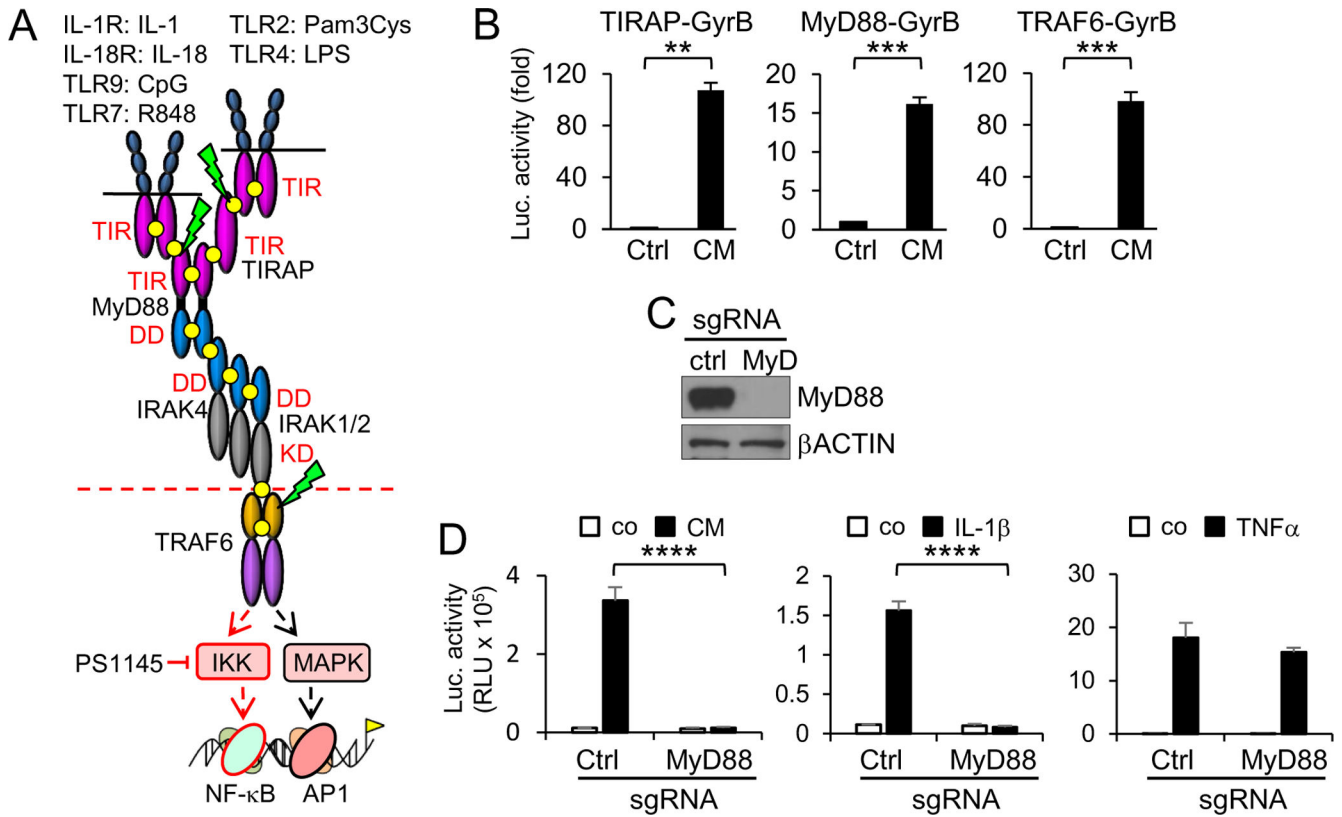 A
IL-1R: IL-1
IL-18R: IL-18
TLR9: CpG
TLR7: R848
TLR2: Pam3Cys
TLR4: LPS
TIR
TIR
TIR
TIRAP
TIR
MyD88
DD
DD
IRAK4
DD
IRAK1/2
KD
TRAF6
PS1145
IKK
MAPK
NF-κB
AP1
B
TIRAP-GyrB
MyD88-GyrB
TRAF6-GyrB
**
***
***
Luc. activity (fold)
120
80
40
0
Ctrl CM
20
15
10
5
0
Ctrl CM
120
80
40
0
Ctrl CM
C
sgRNA
ctrl MyD
MyD88
βACTIN
D
co CM
****
Luc. activity
(RLU x 10⁵)
4
2
0
Ctrl MyD88
sgRNA
co IL-1β
****
2
1.5
1
0.5
0
Ctrl MyD88
sgRNA
co TNFα
30
20
10
0
Ctrl MyD88
sgRNA